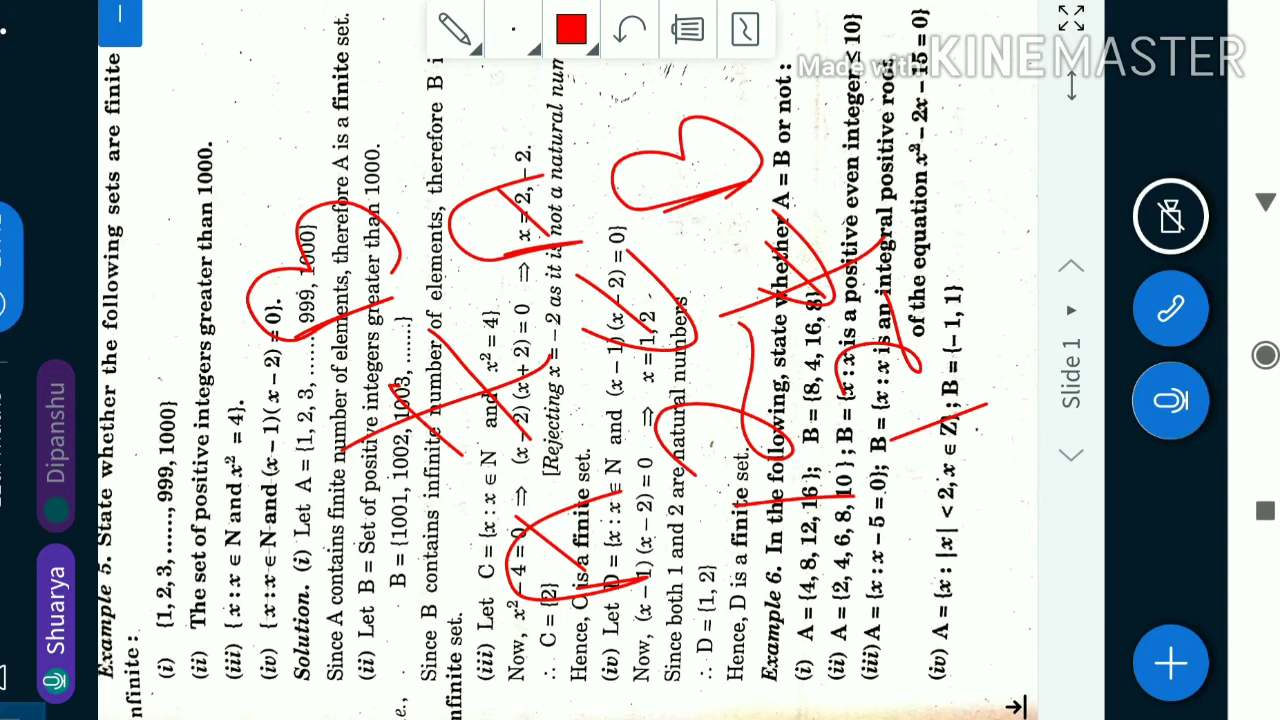 Example 5. State whether the following sets are finite
nfinite :
(i) {1, 2, 3, ......, 999, 1000}
(ii) The set of positive integers greater than 1000.
(iii) {x : x ∈ N and x² = 4}.
(iv) {x : x ∈ N and (x − 1)(x − 2) = 0}.
Solution. (i) Let A = {1, 2, 3, ........ 999, 1000}
Since A contains finite number of elements, therefore A is a finite set.
(ii) Let B = Set of positive integers greater than 1000.
.e., B = {1001, 1002, 1003, .......}
Since B contains infinite number of elements, therefore B i
nfinite set.
(iii) Let C = {x : x ∈ N and x² = 4}
Now, x² − 4 = 0 ⇒ (x − 2) (x + 2) = 0 ⇒ x = 2, − 2.
∴ C = {2} [Rejecting x = − 2 as it is not a natural num
Hence, C is a finite set.
(iv) Let D = {x : x ∈ N and (x − 1) (x − 2) = 0}
Now, (x − 1) (x − 2) = 0 ⇒ x = 1, 2
Since both 1 and 2 are natural numbers
∴ D = {1, 2}
Hence, D is a finite set.
Example 6. In the following, state whether A = B or not :
(i) A = {4, 8, 12, 16}; B = {8, 4, 16, 8}
(ii) A = {2, 4, 6, 8, 10}; B = {x : x is a positive even integer ≤ 10}
(iii) A = {x : x − 5 = 0}; B = {x : x is an integral positive root
of the equation x² − 2x − 15 = 0}
(iv) A = {x : |x| < 2, x ∈ Z}; B = {− 1, 1}
Slide 1
Shuarya
Dipanshu
Made with KINEMASTER